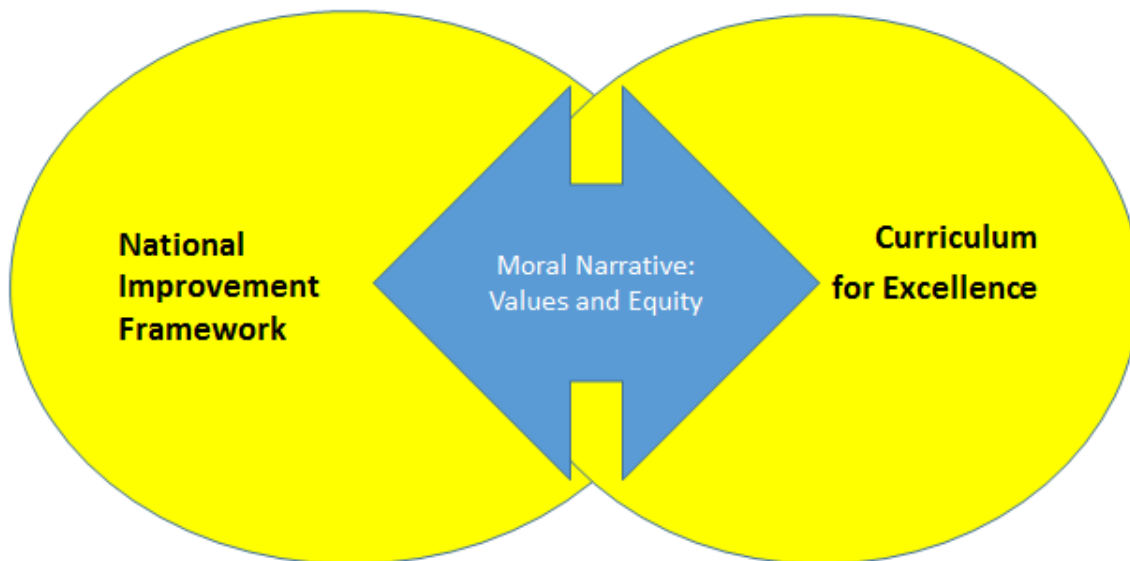 National
Improvement
Framework
Moral Narrative:
Values and Equity
Curriculum
for Excellence